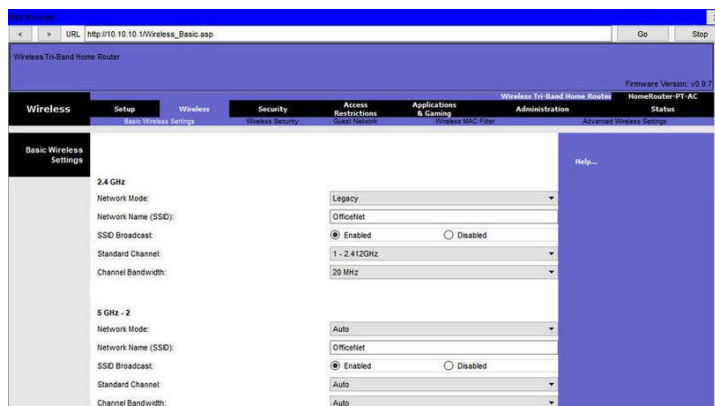 Web Browser
< > URL http://10.10.10.1/Wireless_Basic.asp Go Stop
Wireless Tri-Band Home Router
Firmware Version: v0.9.7
Wireless Tri-Band Home Router HomeRouter-PT-AC
Wireless Setup Wireless Security Access Restrictions Applications & Gaming Administration Status
Basic Wireless Settings Wireless Security Guest Network Wireless MAC Filter Advanced Wireless Settings
Basic Wireless
Settings
Help...
2.4 GHz
Network Mode: Legacy
Network Name (SSID): OfficeNet
SSID Broadcast: Enabled Disabled
Standard Channel: 1 - 2.412GHz
Channel Bandwidth: 20 MHz
5 GHz - 2
Network Mode: Auto
Network Name (SSID): OfficeNet
SSID Broadcast: Enabled Disabled
Standard Channel: Auto
Channel Bandwidth: Auto